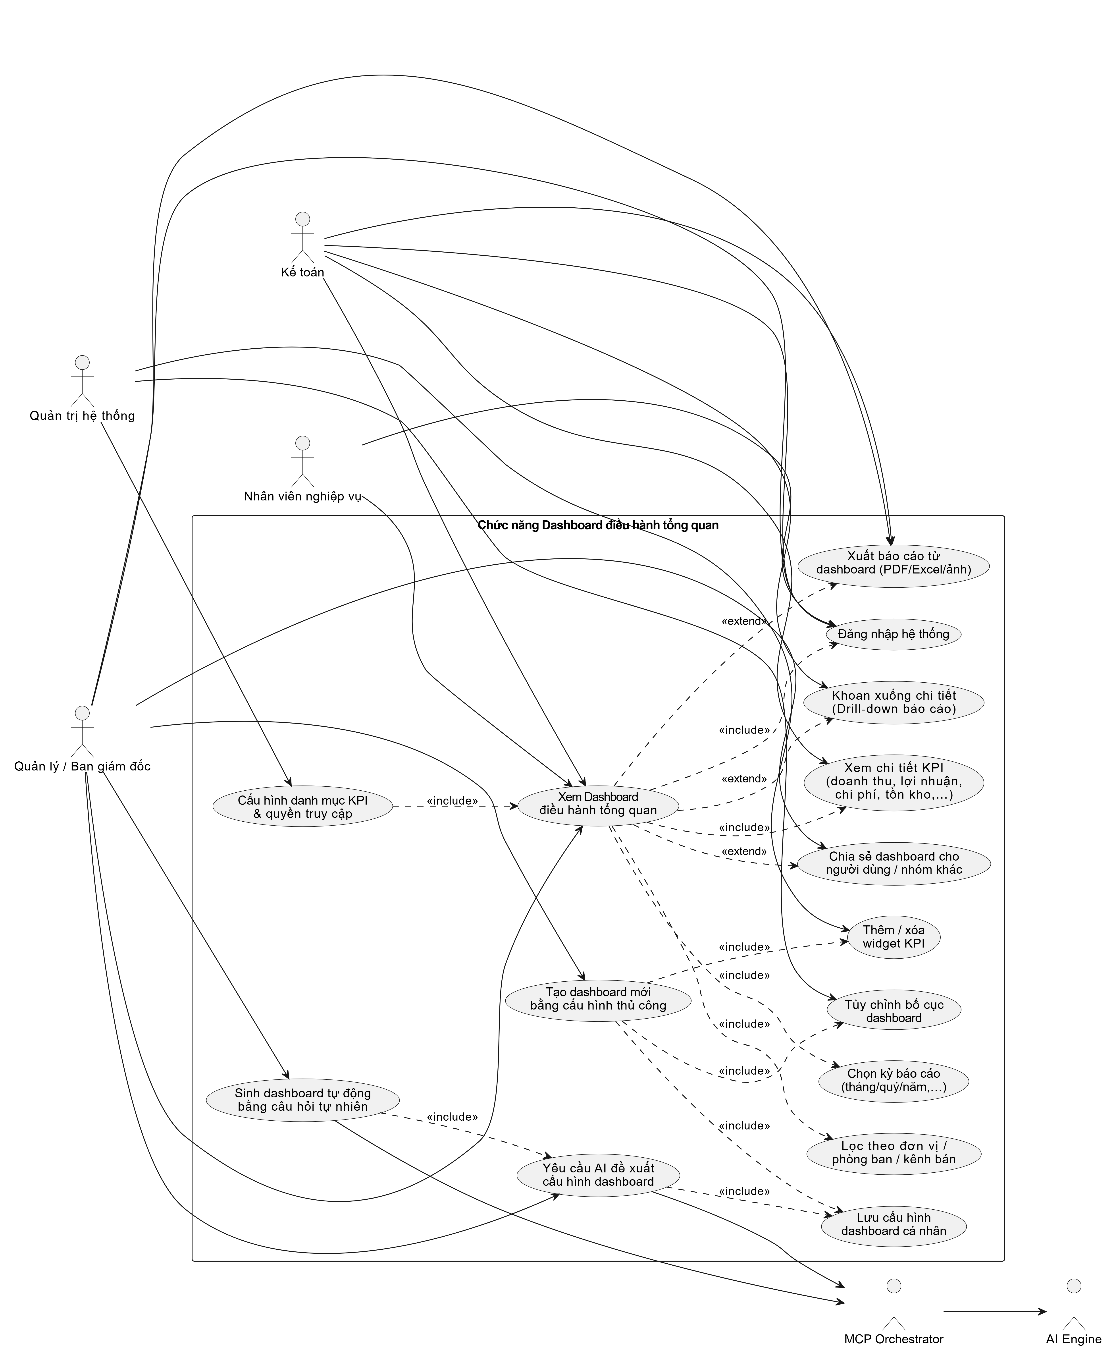 Kế toán
Quản trị hệ thống
Nhân viên nghiệp vụ
Chức năng Dashboard điều hành tổng quan
Xuất báo cáo từ
dashboard (PDF/Excel/ảnh)
«extend»
Đăng nhập hệ thống
Khoan xuống chi tiết
(Drill-down báo cáo)
«include»
Quản lý / Ban giám đốc
Xem chi tiết KPI
(doanh thu, lợi nhuận,
chi phí, tồn kho,...)
«extend»
Cấu hình danh mục KPI
& quyền truy cập
«include»
Xem Dashboard
điều hành tổng quan
«include»
«extend»
Chia sẻ dashboard cho
người dùng / nhóm khác
Thêm / xóa
widget KPI
«include»
«include»
Tạo dashboard mới
bằng cấu hình thủ công
Tùy chỉnh bố cục
dashboard
«include»
«include»
Chọn kỳ báo cáo
(tháng/quý/năm,...)
Sinh dashboard tự động
bằng câu hỏi tự nhiên
«include»
«include»
Lọc theo đơn vị /
phòng ban / kênh bán
Yêu cầu AI đề xuất
cấu hình dashboard
«include»
Lưu cấu hình
dashboard cá nhân
MCP Orchestrator
AI Engine